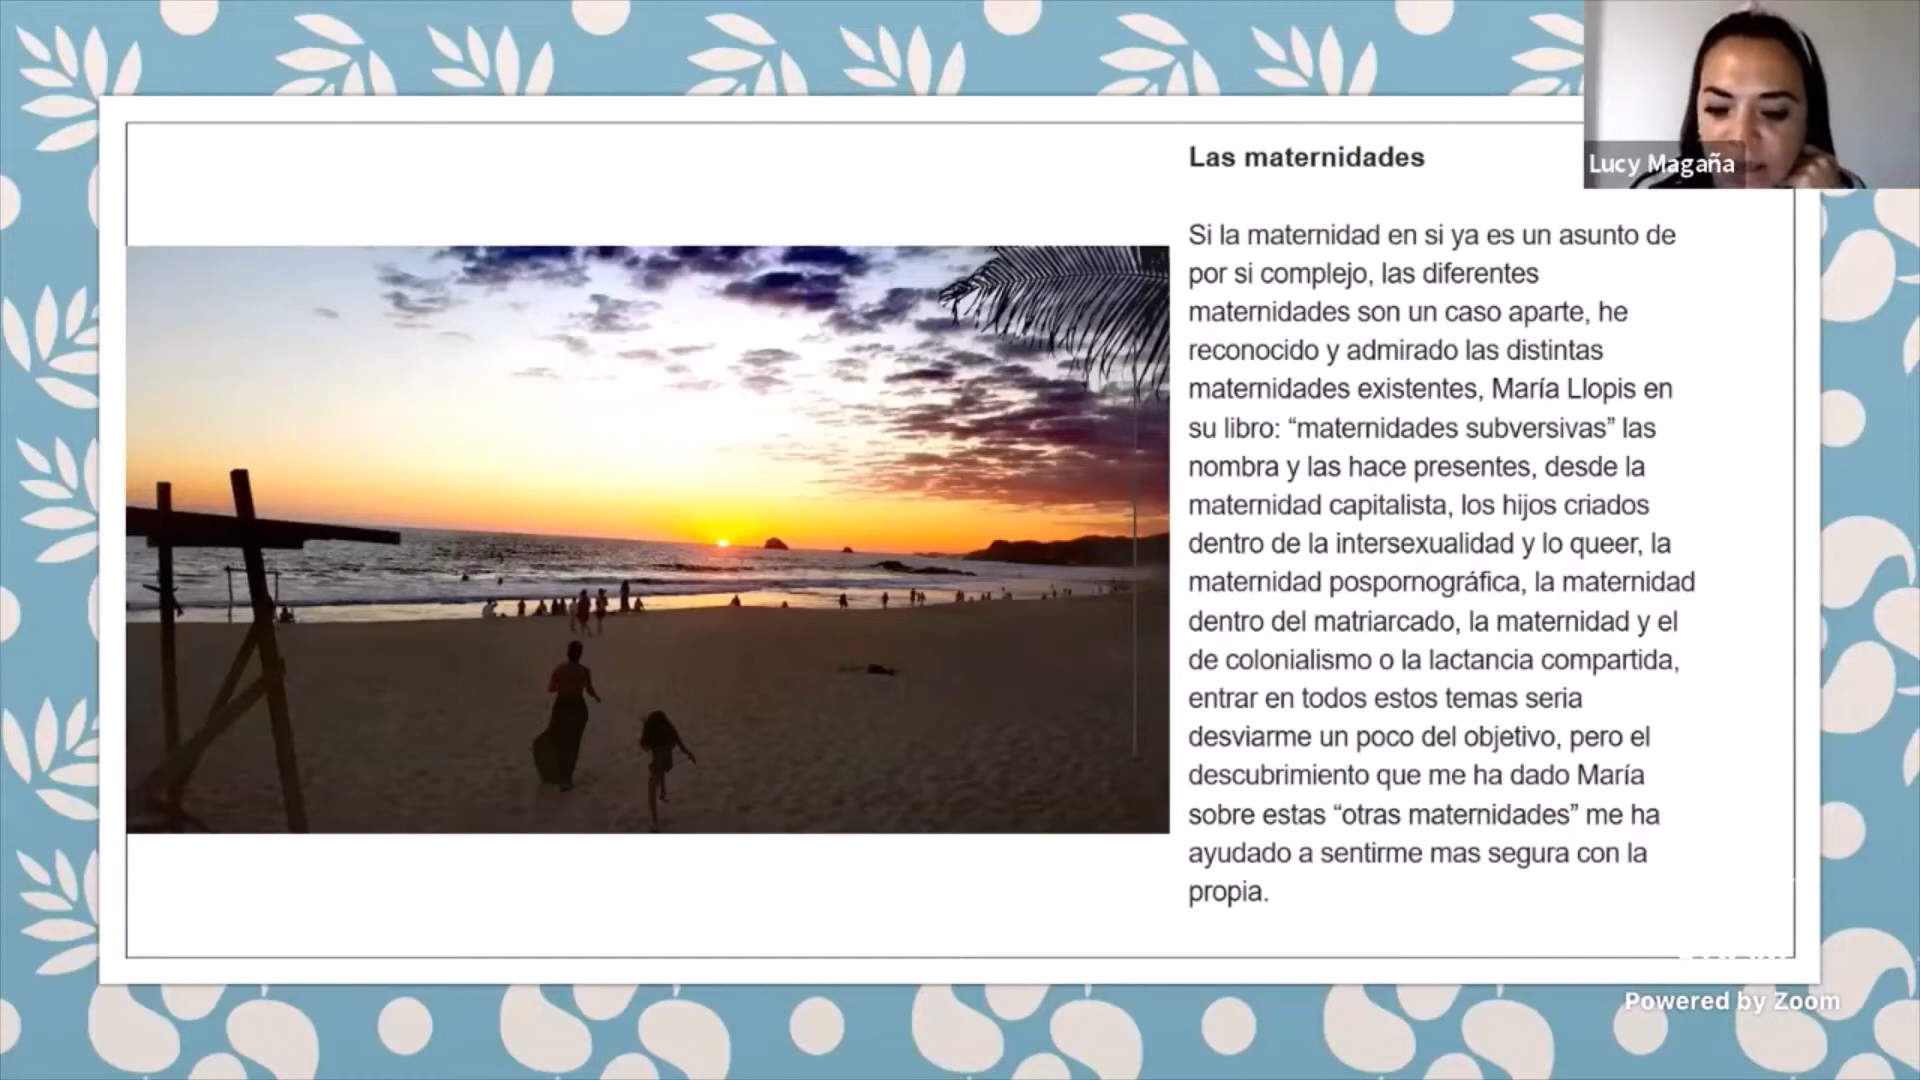 Las maternidades
Lucy Magaña
Si la maternidad en si ya es un asunto de
por si complejo, las diferentes
maternidades son un caso aparte, he
reconocido y admirado las distintas
maternidades existentes, María Llopis en
su libro: “maternidades subversivas” las
nombra y las hace presentes, desde la
maternidad capitalista, los hijos criados
dentro de la intersexualidad y lo queer, la
maternidad pospornográfica, la maternidad
dentro del matriarcado, la maternidad y el
de colonialismo o la lactancia compartida,
entrar en todos estos temas seria
desviarme un poco del objetivo, pero el
descubrimiento que me ha dado María
sobre estas “otras maternidades” me ha
ayudado a sentirme mas segura con la
propia.
Powered by Zoom